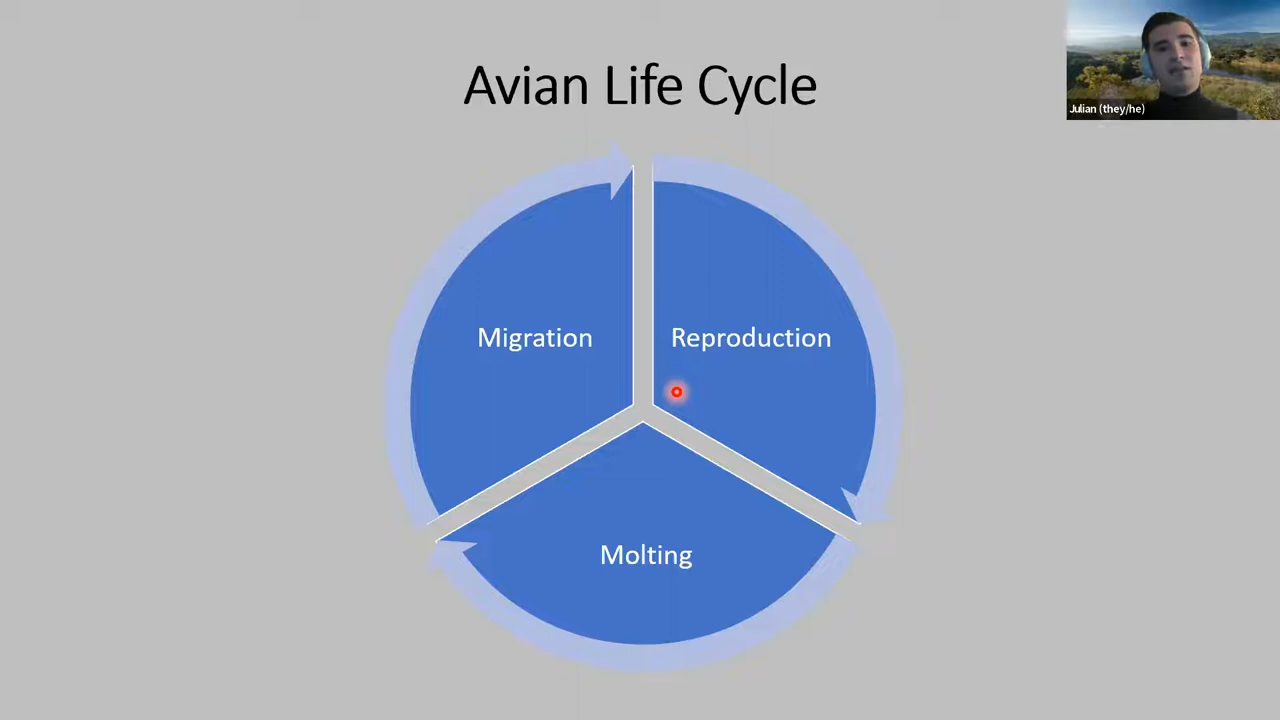 Avian Life Cycle
Julian (they/he)
Migration
Reproduction
Molting